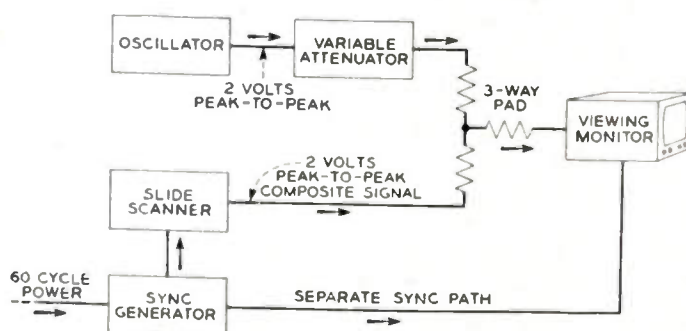 OSCILLATOR
VARIABLE
ATTENUATOR
2 VOLTS
PEAK-TO-PEAK
3-WAY
PAD
VIEWING
MONITOR
2 VOLTS
PEAK-TO-PEAK
COMPOSITE SIGNAL
SLIDE
SCANNER
60 CYCLE
POWER
SYNC
GENERATOR
SEPARATE SYNC PATH